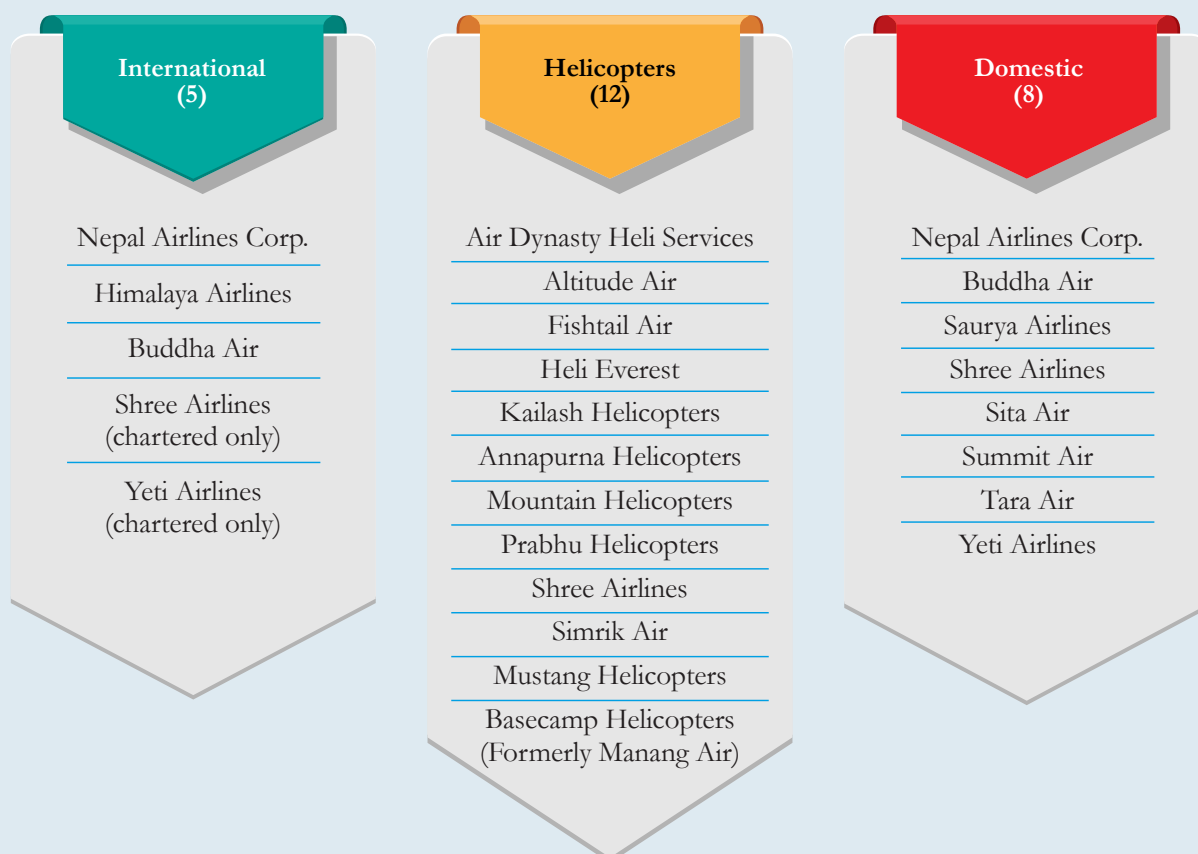 International
(5)
Nepal Airlines Corp.
Himalaya Airlines
Buddha Air
Shree Airlines
(chartered only)
Yeti Airlines
(chartered only)
Helicopters
(12)
Air Dynasty Heli Services
Altitude Air
Fishtail Air
Heli Everest
Kailash Helicopters
Annapurna Helicopters
Mountain Helicopters
Prabhu Helicopters
Shree Airlines
Simrik Air
Mustang Helicopters
Basecamp Helicopters
(Formerly Manang Air)
Domestic
(8)
Nepal Airlines Corp.
Buddha Air
Saurya Airlines
Shree Airlines
Sita Air
Summit Air
Tara Air
Yeti Airlines